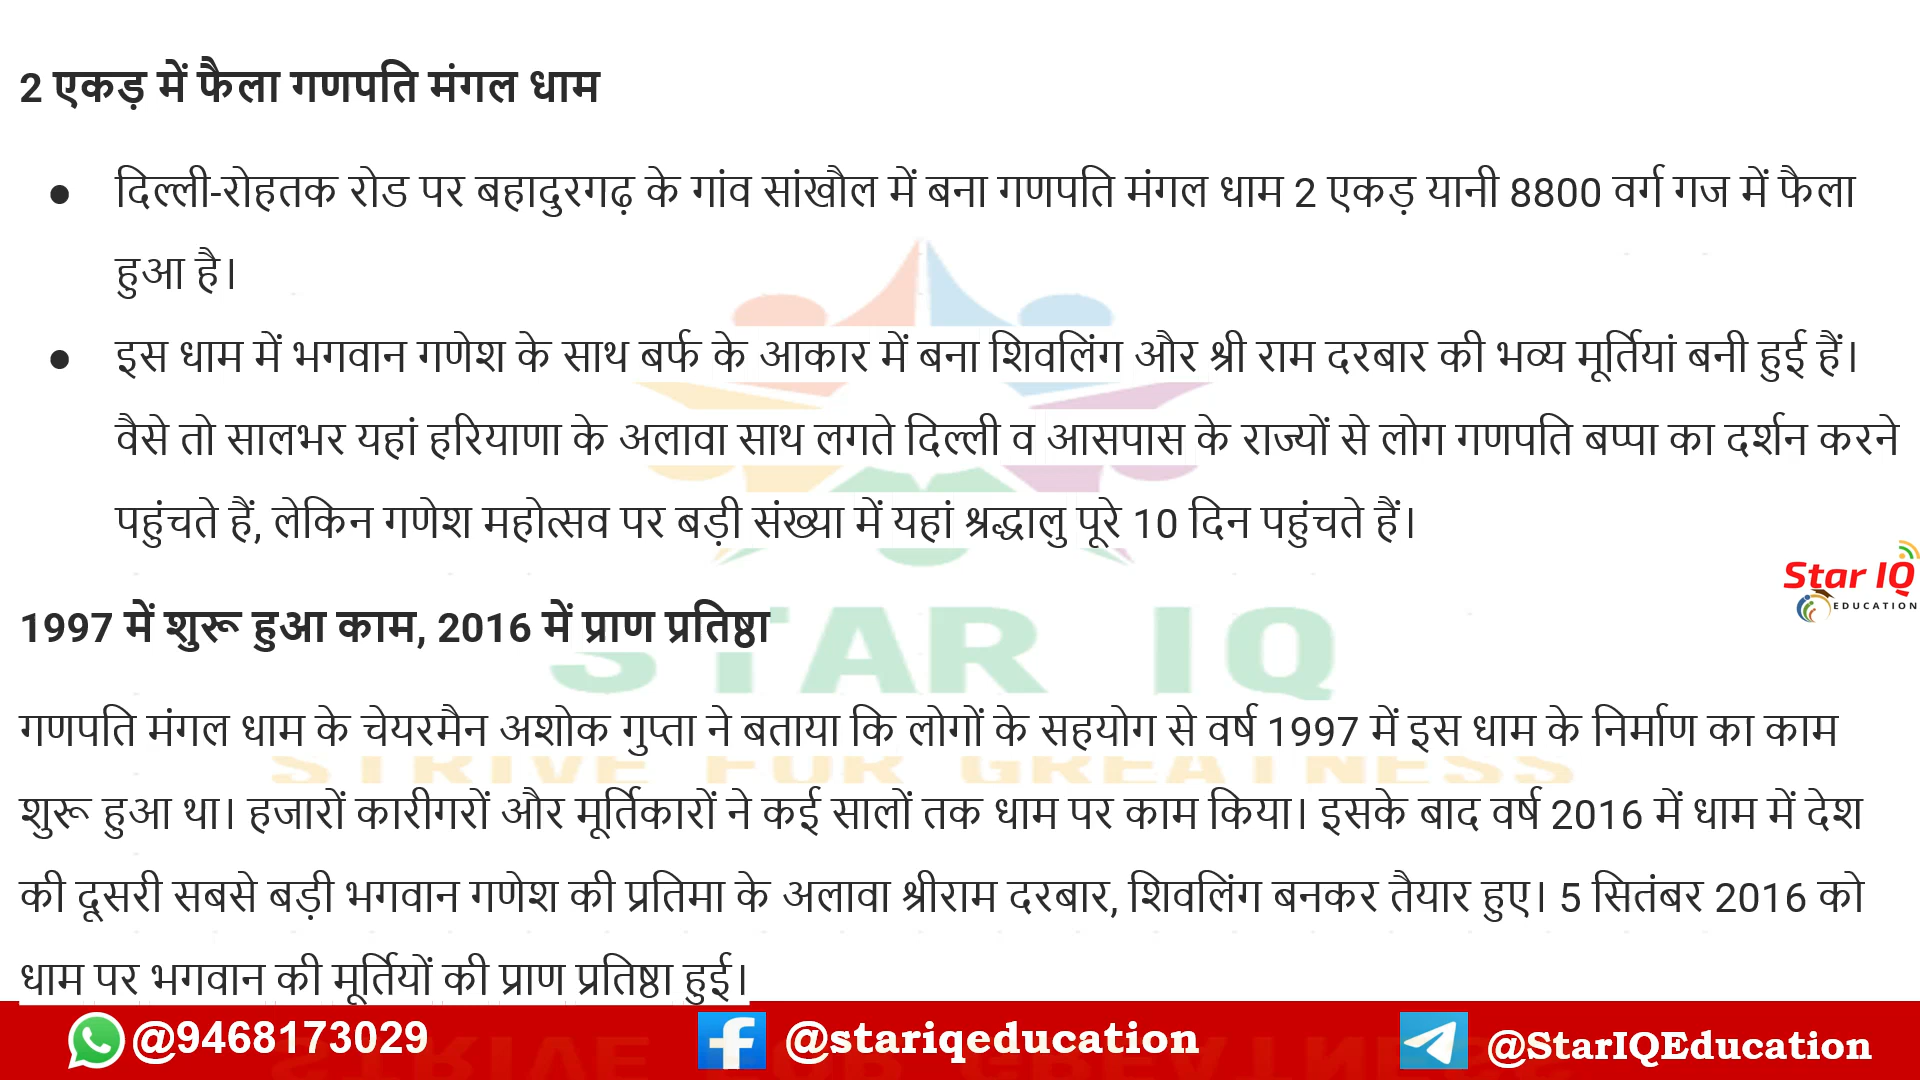 2 एकड़ में फैला गणपति मंगल धाम
● दिल्ली-रोहतक रोड पर बहादुरगढ़ के गांव सांखौल में बना गणपति मंगल धाम 2 एकड़ यानी 8800 वर्ग गज में फैला
हुआ है।
● इस धाम में भगवान गणेश के साथ बर्फ के आकार में बना शिवलिंग और श्री राम दरबार की भव्य मूर्तियां बनी हुई हैं।
वैसे तो सालभर यहां हरियाणा के अलावा साथ लगते दिल्ली व आसपास के राज्यों से लोग गणपति बप्पा का दर्शन करने
पहुंचते हैं, लेकिन गणेश महोत्सव पर बड़ी संख्या में यहां श्रद्धालु पूरे 10 दिन पहुंचते हैं।
Star IQ
EDUCATION
1997 में शुरू हुआ काम, 2016 में प्राण प्रतिष्ठा
STAR IQ
गणपति मंगल धाम के चेयरमैन अशोक गुप्ता ने बताया कि लोगों के सहयोग से वर्ष 1997 में इस धाम के निर्माण का काम
STRIVE FOR GREATNESS
शुरू हुआ था। हजारों कारीगरों और मूर्तिकारों ने कई सालों तक धाम पर काम किया। इसके बाद वर्ष 2016 में धाम में देश
की दूसरी सबसे बड़ी भगवान गणेश की प्रतिमा के अलावा श्रीराम दरबार, शिवलिंग बनकर तैयार हुए। 5 सितंबर 2016 को
धाम पर भगवान की मूर्तियों की प्राण प्रतिष्ठा हुई।
@9468173029 @stariqeducation @StarIQEducation